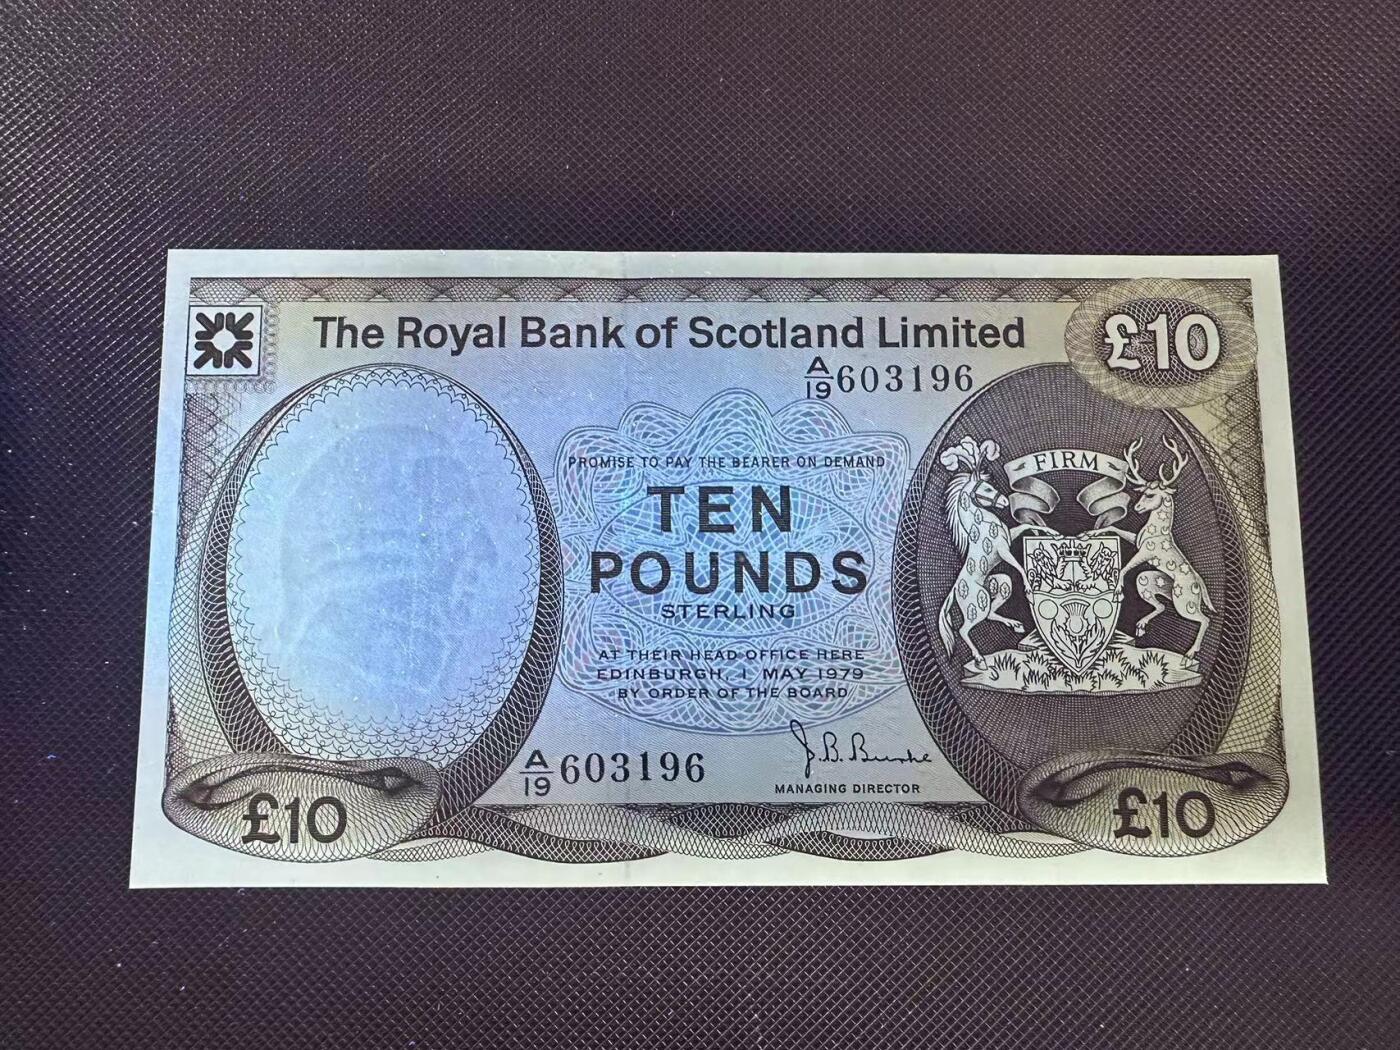 The Royal Bank of Scotland Limited
£10
A/19 603196
PROMISE TO PAY THE BEARER ON DEMAND
FIRM
TEN
POUNDS
STERLING
AT THEIR HEAD OFFICE HERE
EDINBURGH, 1 MAY 1979
BY ORDER OF THE BOARD
A/19 603196
J.B. Burke
MANAGING DIRECTOR
£10
£10